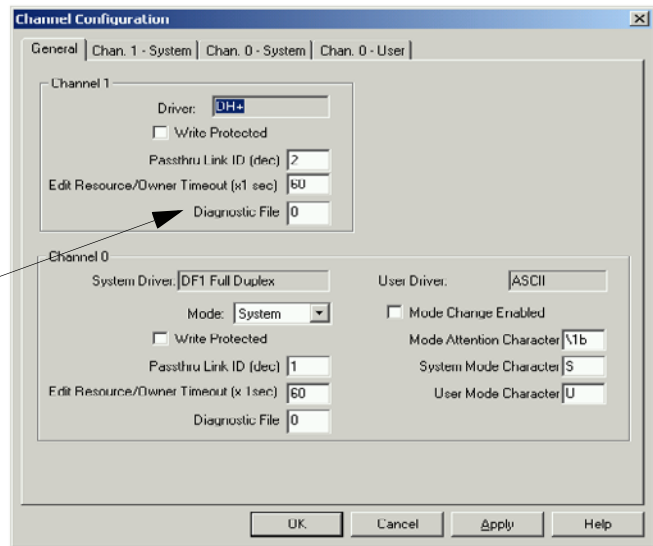 Channel Configuration
General Chan. 1 - System Chan. 0 - System Chan. 0 - User
Channel 1
Driver: DH+
Write Protected
Passthru Link ID (dec) 2
Edit Resource/Owner Timeout (x1 sec) 60
Diagnostic File 0
Channel 0
System Driver: DF1 Full Duplex
Mode: System
Write Protected
Passthru Link ID (dec) 1
Edit Resource/Owner Timeout (x 1sec) 60
Diagnostic File 0
User Driver: ASCII
Mode Change Enabled
Mode Attention Character \1b
System Mode Character S
User Mode Character U
OK Cancel Apply Help